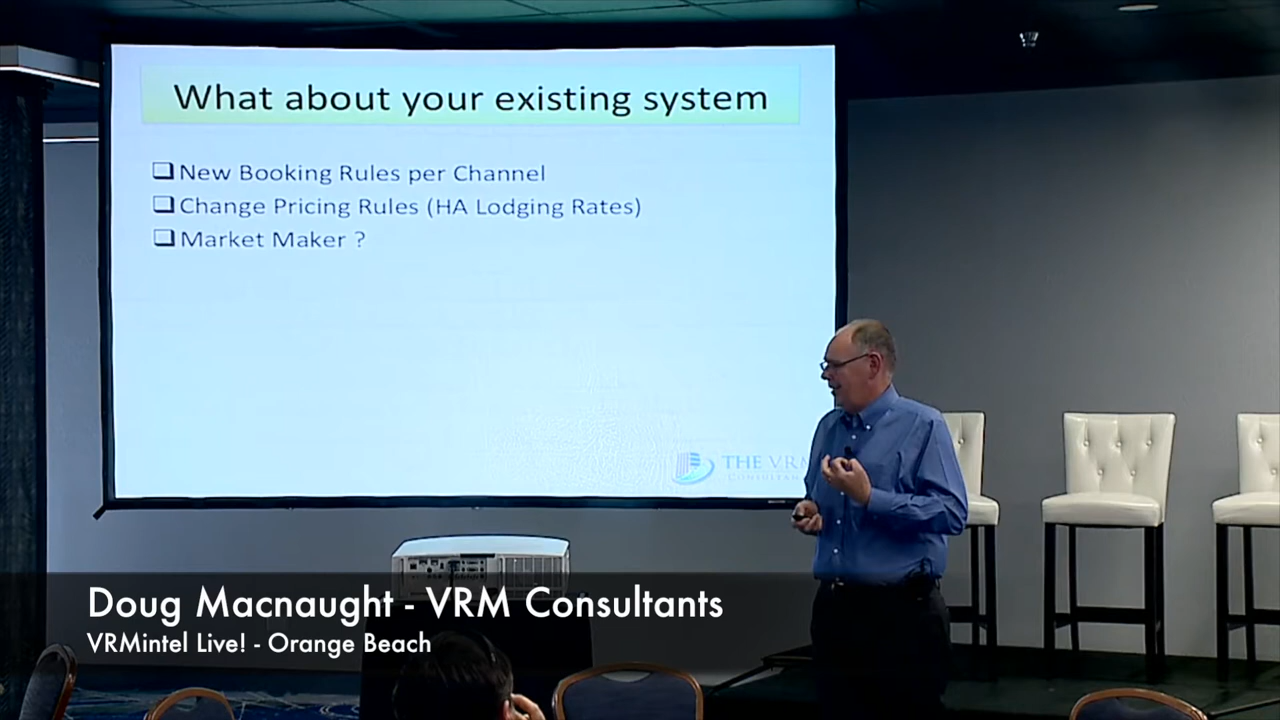 What about your existing system
New Booking Rules per Channel
Change Pricing Rules (HA Lodging Rates)
Market Maker ?
THE VRM
Doug Macnaught - VRM Consultants
VRMintel Live! - Orange Beach